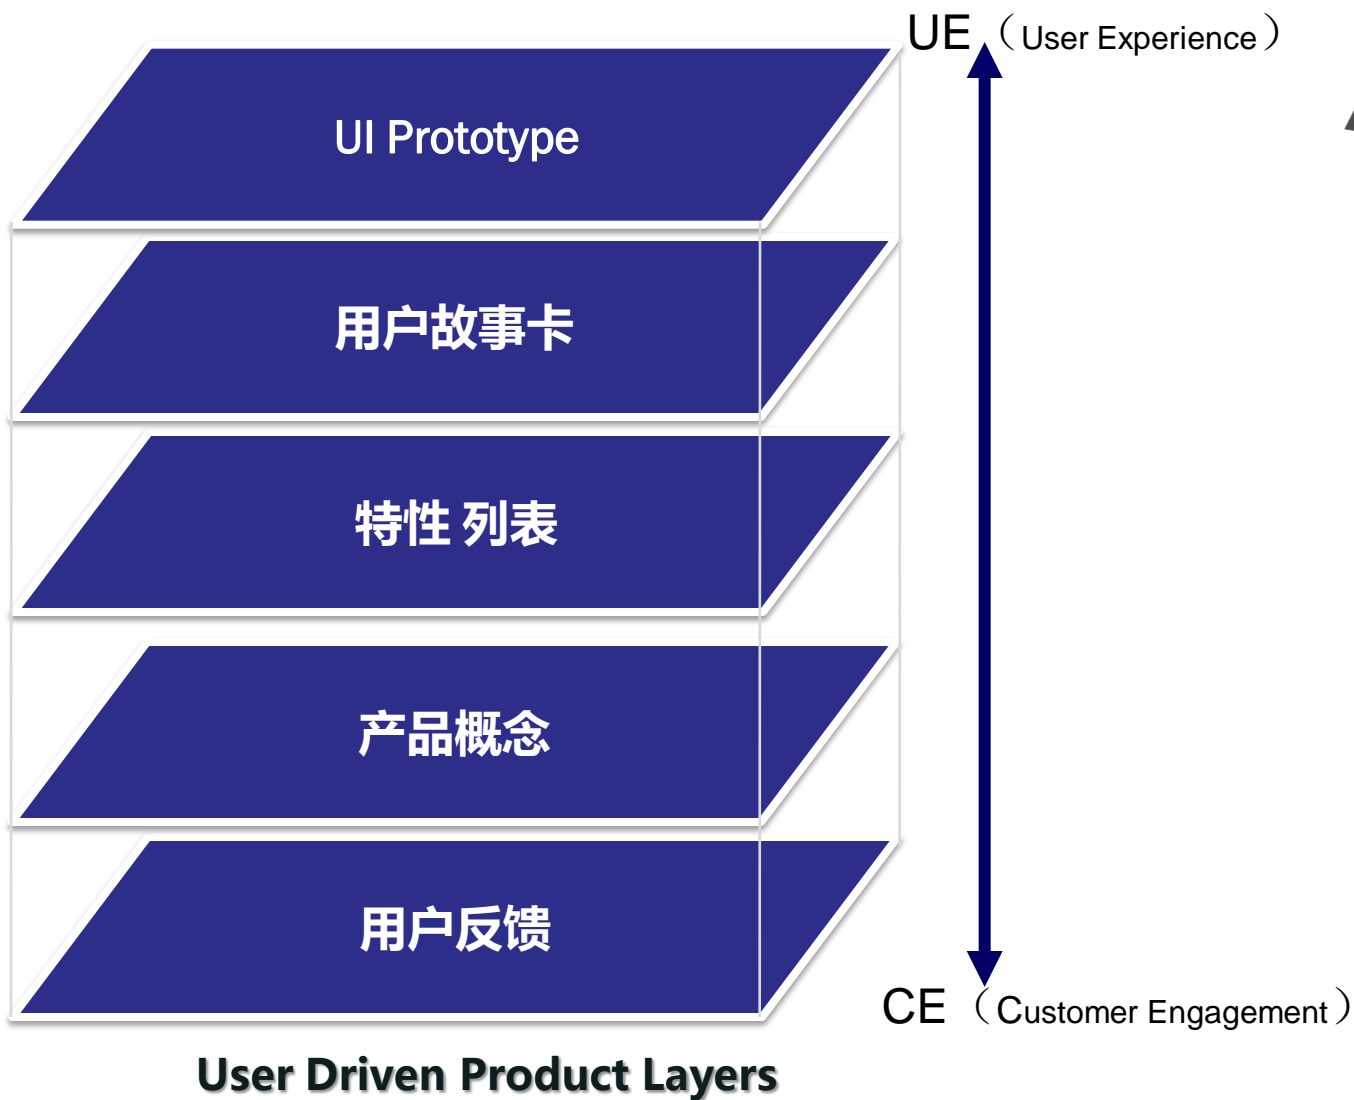 UE（User Experience）
UI Prototype
用户故事卡
特性 列表
产品概念
用户反馈
CE（Customer Engagement）
User Driven Product Layers